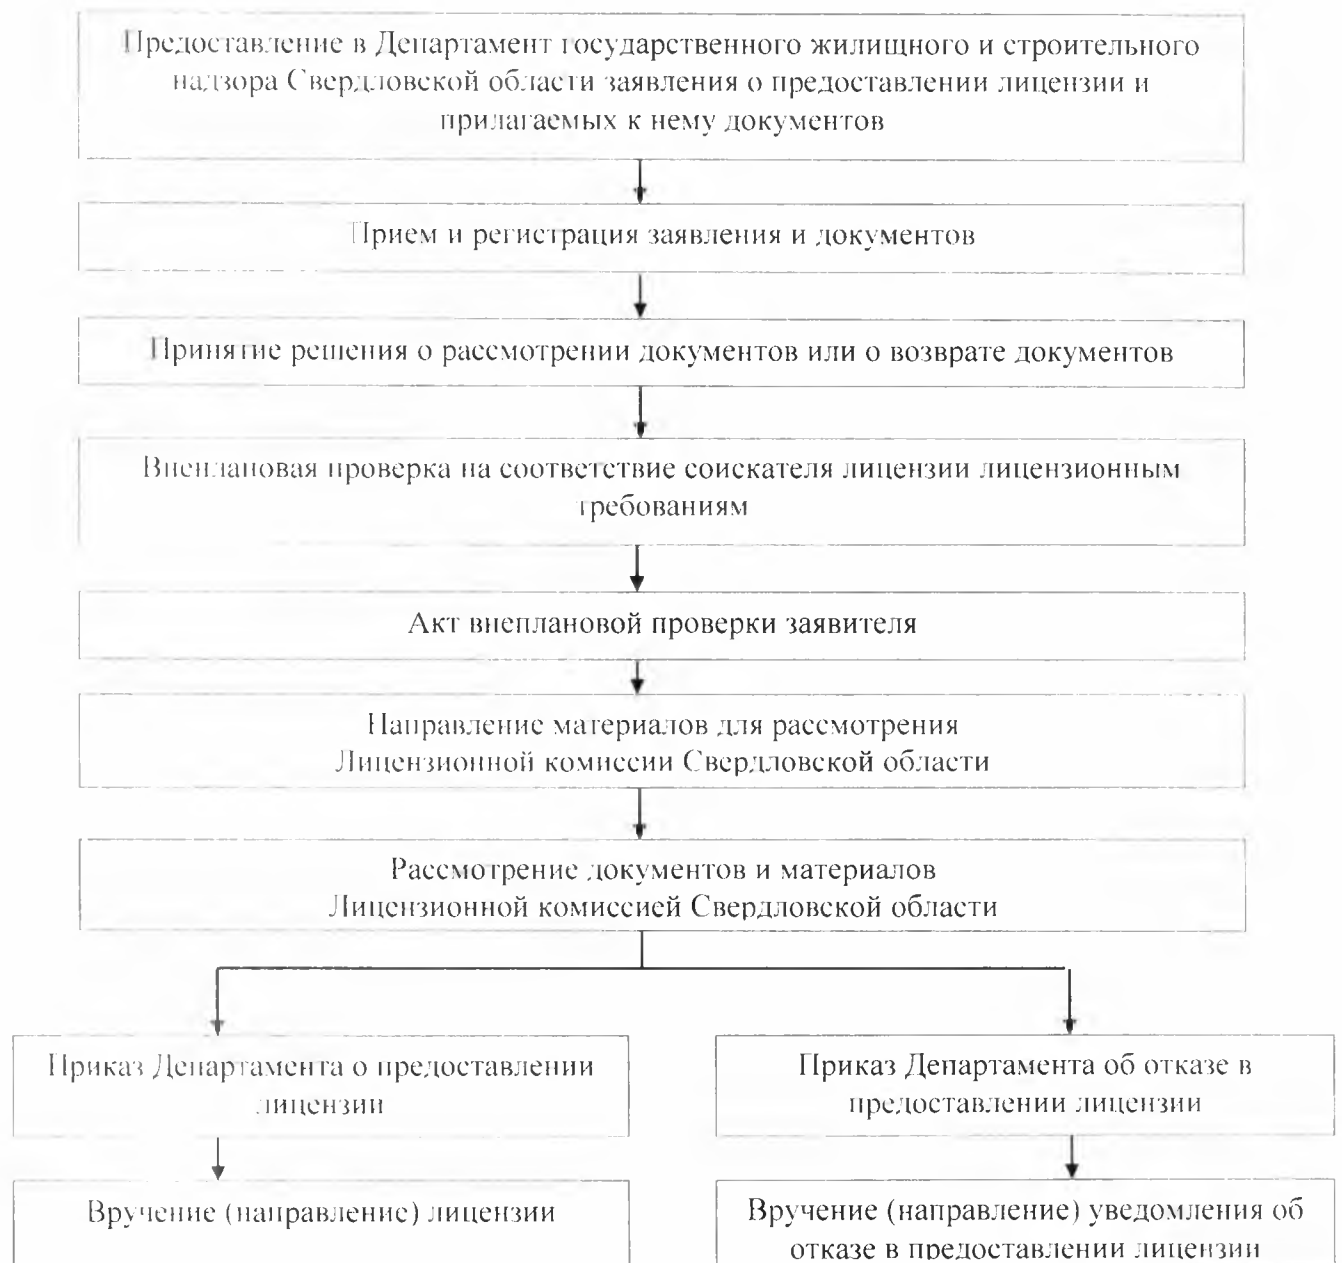 Предоставление в Департамент государственного жилищного и строительного
надзора Свердловской области заявления о предоставлении лицензии и
прилагаемых к нему документов
Прием и регистрация заявления и документов
Принятие решения о рассмотрении документов или о возврате документов
Внеплановая проверка на соответствие соискателя лицензии лицензионным
требованиям
Акт внеплановой проверки заявителя
Направление материалов для рассмотрения
Лицензионной комиссии Свердловской области
Рассмотрение документов и материалов
Лицензионной комиссией Свердловской области
Приказ Департамента о предоставлении
лицензии
Приказ Департамента об отказе в
предоставлении лицензии
Вручение (направление) лицензии
Вручение (направление) уведомления об
отказе в предоставлении лицензии